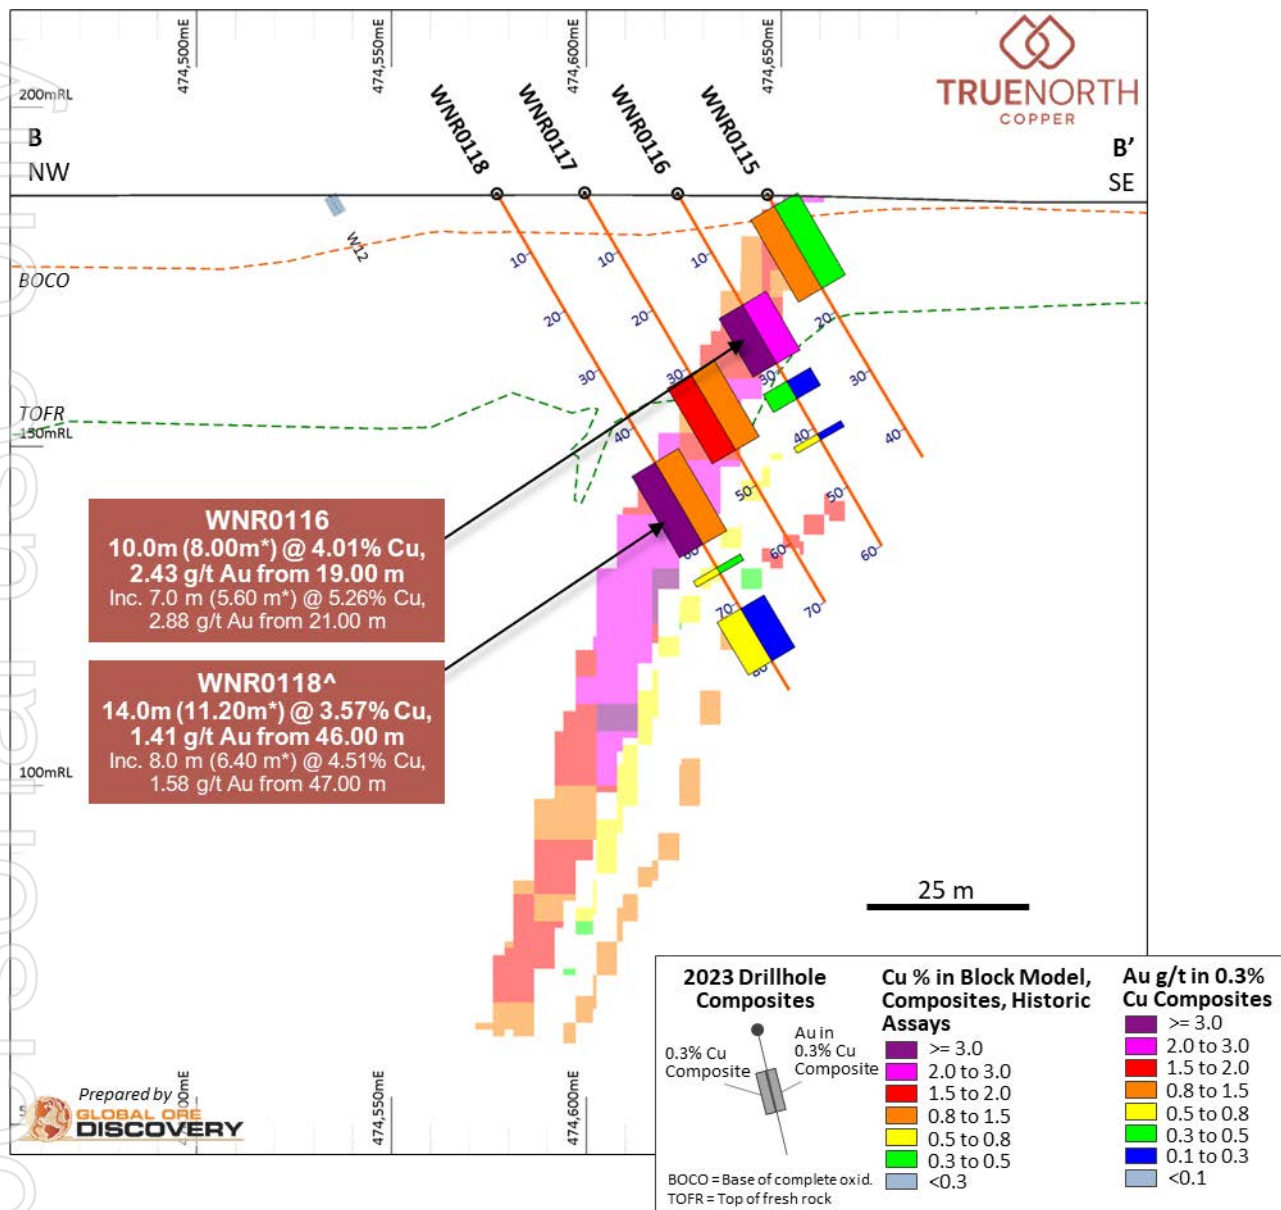 474,500mE
474,550mE
474,600mE
474,650mE
TRUENORTH
COPPER
200mRL
B
NW
B'
SE
WNR0118
WNR0117
WNR0116
WNR0115
W12
BOCO
10
10
10
20
20
20
30
30
30
30
TOFR
150mRL
40
40
40
50
50
60
60
60
70
70
80
WNR0116
10.0m (8.00m*) @ 4.01% Cu,
2.43 g/t Au from 19.00 m
Inc. 7.0 m (5.60 m*) @ 5.26% Cu,
2.88 g/t Au from 21.00 m
WNR0118^
14.0m (11.20m*) @ 3.57% Cu,
1.41 g/t Au from 46.00 m
Inc. 8.0 m (6.40 m*) @ 4.51% Cu,
1.58 g/t Au from 47.00 m
100mRL
25 m
474,550mE
474,600mE
Prepared by
GLOBAL ORE
DISCOVERY
2023 Drillhole
Composites
0.3% Cu
Composite
Au in
0.3% Cu
Composite
BOCO = Base of complete oxid.
TOFR = Top of fresh rock
Cu % in Block Model,
Composites, Historic
Assays
>= 3.0
2.0 to 3.0
1.5 to 2.0
0.8 to 1.5
0.5 to 0.8
0.3 to 0.5
<0.3
Au g/t in 0.3%
Cu Composites
>= 3.0
2.0 to 3.0
1.5 to 2.0
0.8 to 1.5
0.5 to 0.8
0.3 to 0.5
0.1 to 0.3
<0.1